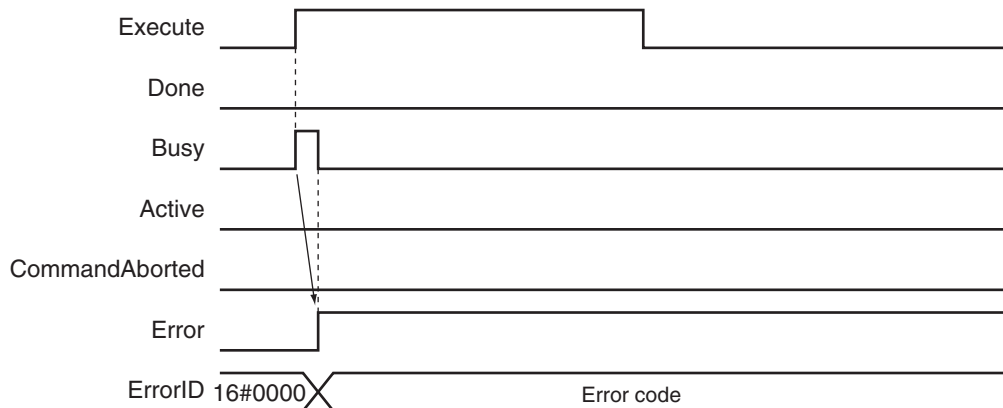 Execute
Done
Busy
Active
CommandAborted
Error
ErrorID 16#0000 Error code